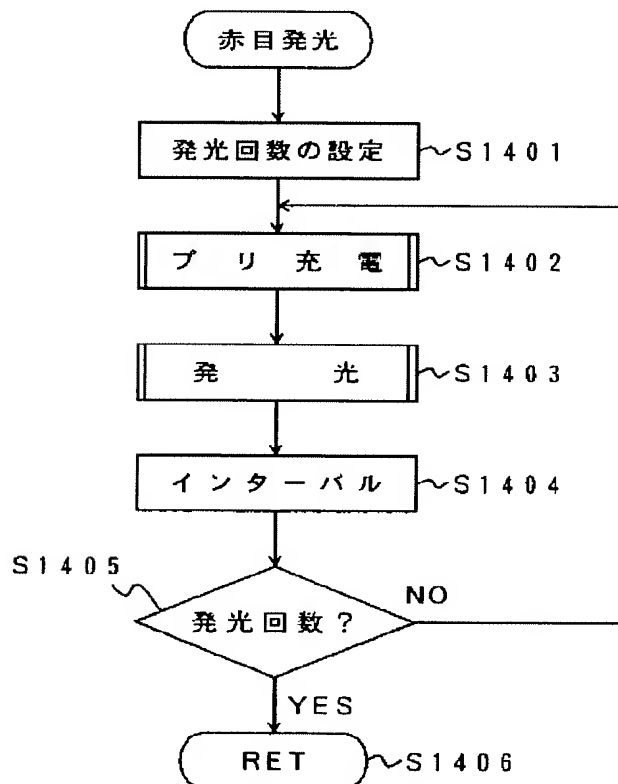 赤目発光
発光回数の設定 S1401
プリ充電 S1402
発光 S1403
インターバル S1404
S1405
発光回数? NO
YES
RET S1406